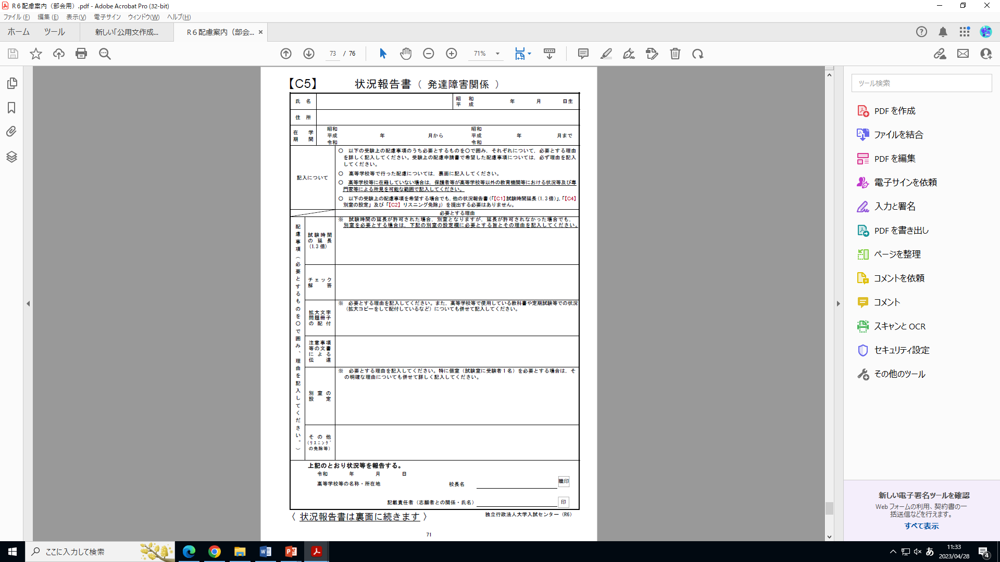 R６配慮案内（部会用）.pdf - Adobe Acrobat Pro (32-bit)
ファイル(F) 編集(E) 表示(V) 電子サイン ウィンドウ(W) ヘルプ(H)
ホーム ツール 新しい「公用文作成... R６配慮案内（部会... ×
73 / 76 71%
【C5】 状況報告書（ 発達障害関係 ）
氏 名
昭 和
平 成
年 月 日生
住 所
在 学
期 間
昭和
平成
令和
年 月から
昭和
平成
令和
年 月まで
記入について
○ 以下の受験上の配慮事項のうち必要とするものを○で囲み，それぞれについて，必要とする理由
を詳しく記入してください。受験上の配慮申請書で希望した配慮事項については，必ず理由を記入
してください。
○ 高等学校等で行った配慮については，裏面に記入してください。
○ 高等学校等に在籍していない場合は，保護者等が高等学校等以外の教育機関等における状況等及び専
門家等による所見を可能な範囲で記入してください。
○ 以下の受験上の配慮事項を希望する場合でも，他の状況報告書（「【C1】試験時間延長（1.3倍）」，「【C4】
別室の設定」及び「【C2】リスニング免除」）を提出する必要はありません。
必要とする理由
配慮事項（必要とするものを○で囲み、理由を記入してください。）
試験時間
の延長
（1.3倍）
※ 試験時間の延長が許可された場合，別室となりますが，延長が許可されなかった場合でも，
別室を必要とする場合は，下記の別室の設定欄に必要とする旨とその理由を記入してください。
チェック
解 答
拡大文字
問題冊子
の配付
※ 必要とする理由を記入してください。また，高等学校等で使用している教科書や定期試験等での状況
（拡大コピーをして配付しているなど）についても併せて記入してください。
注意事項
等の文書
による
伝 達
別室の
設 定
※ 必要とする理由を記入してください。特に個室（試験室に受験者１名）を必要とする場合は，そ
の明確な理由についても併せて詳しく記入してください。
その他
（ﾘｽﾆﾝｸﾞ
の免除等）
上記のとおり状況等を報告する。
令和 年 月 日
高等学校等の名称・所在地 校長名 職印
記載責任者（志願者との関係・氏名） 印
〈 状況報告書は裏面に続きます 〉 独立行政法人大学入試センター（R6）
71
ツール検索
PDF を作成
ファイルを結合
PDF を編集
電子サインを依頼
入力と署名
PDF を書き出し
ページを整理
コメントを依頼
コメント
スキャンと OCR
セキュリティ設定
その他のツール
新しい電子署名ツールを確認
Web フォームの利用、契約書の一
括送信などを行えます。
すべて表示
ここに入力して検索
あ
11:33
2023/04/28
4